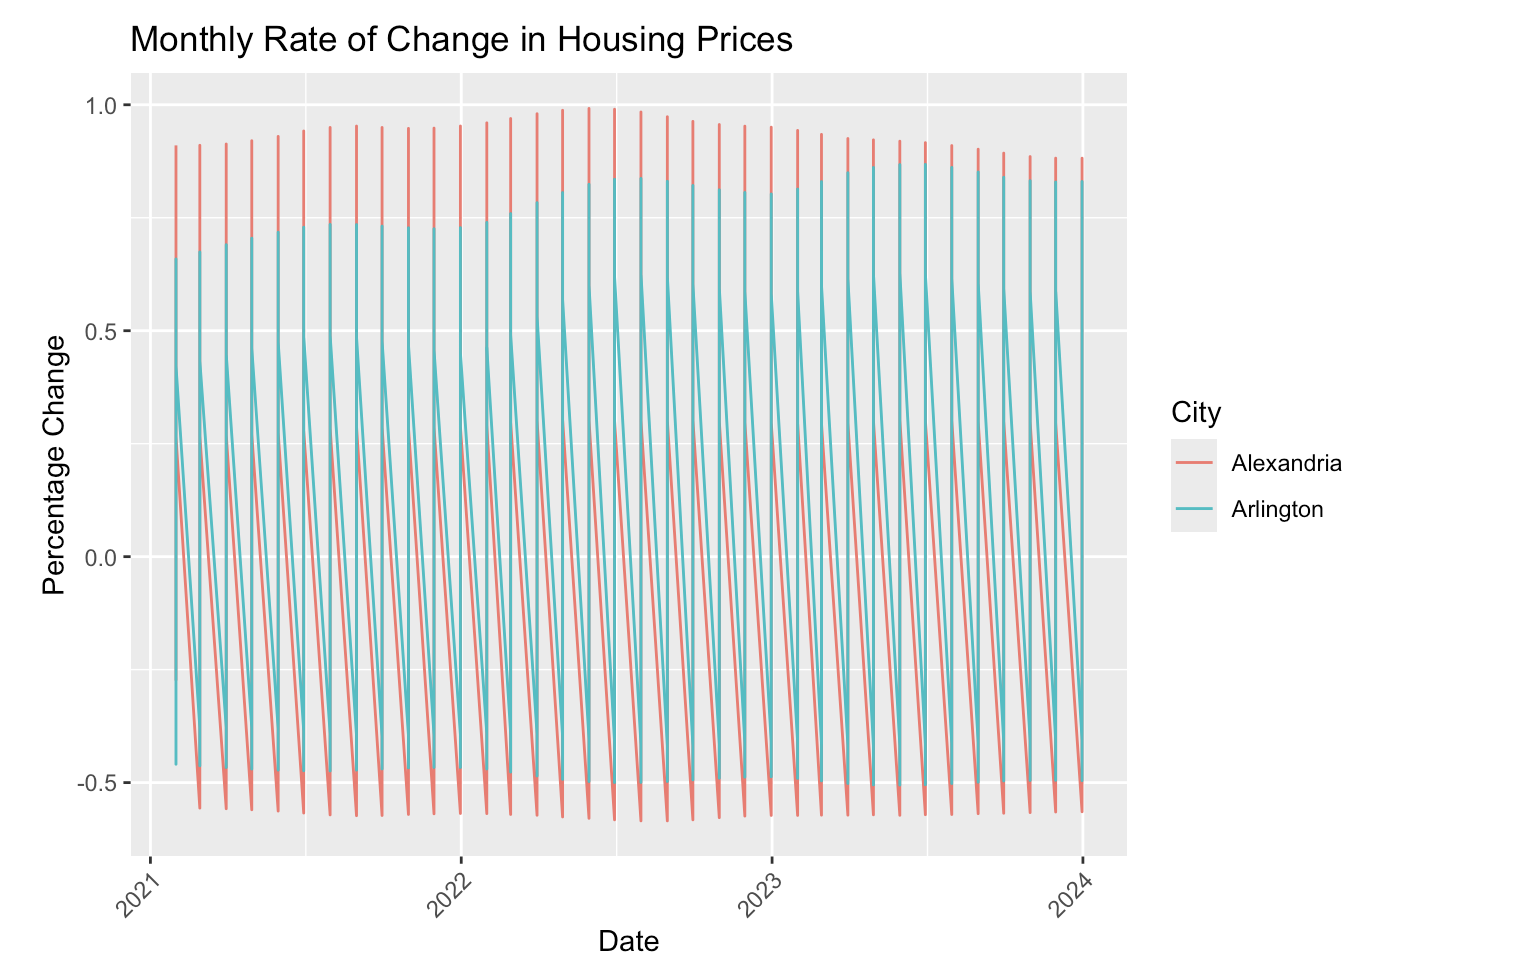 Monthly Rate of Change in Housing Prices
Percentage Change
1.0
0.5
0.0
-0.5
2021
2022
2023
2024
Date
City
Alexandria
Arlington